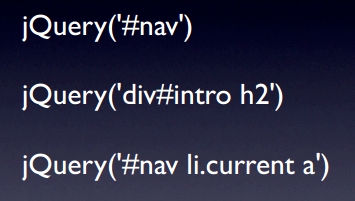 jQuery('#nav')
jQuery('div#intro h2')
jQuery('#nav li.current a')